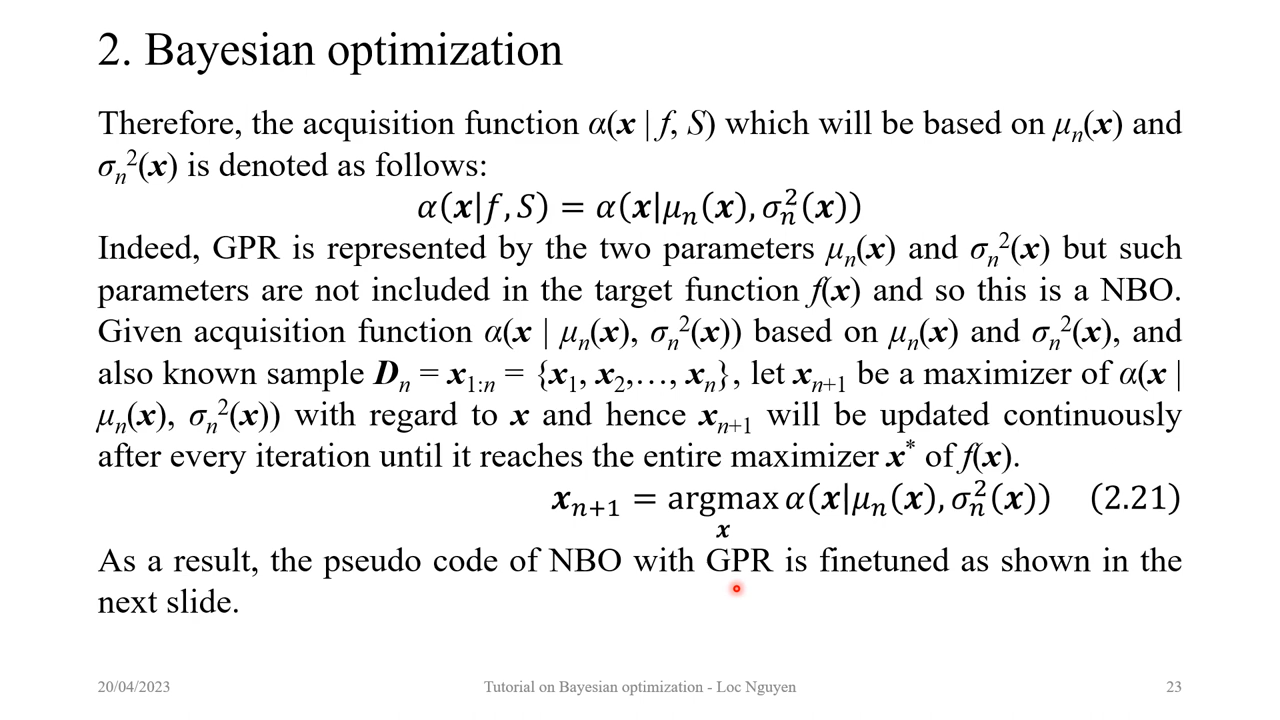 2. Bayesian optimization
Therefore, the acquisition function α(x | f, S) which will be based on μₙ(x) and
σₙ²(x) is denoted as follows:
α(x|f, S) = α(x|μₙ(x), σₙ²(x))
Indeed, GPR is represented by the two parameters μₙ(x) and σₙ²(x) but such
parameters are not included in the target function f(x) and so this is a NBO.
Given acquisition function α(x | μₙ(x), σₙ²(x)) based on μₙ(x) and σₙ²(x), and
also known sample Dₙ = x₁:ₙ = {x₁, x₂,…, xₙ}, let xₙ₊₁ be a maximizer of α(x |
μₙ(x), σₙ²(x)) with regard to x and hence xₙ₊₁ will be updated continuously
after every iteration until it reaches the entire maximizer x* of f(x).
xₙ₊₁ = argmax α(x|μₙ(x), σₙ²(x)) (2.21)
x
As a result, the pseudo code of NBO with GPR is finetuned as shown in the
next slide.
20/04/2023 Tutorial on Bayesian optimization - Loc Nguyen 23